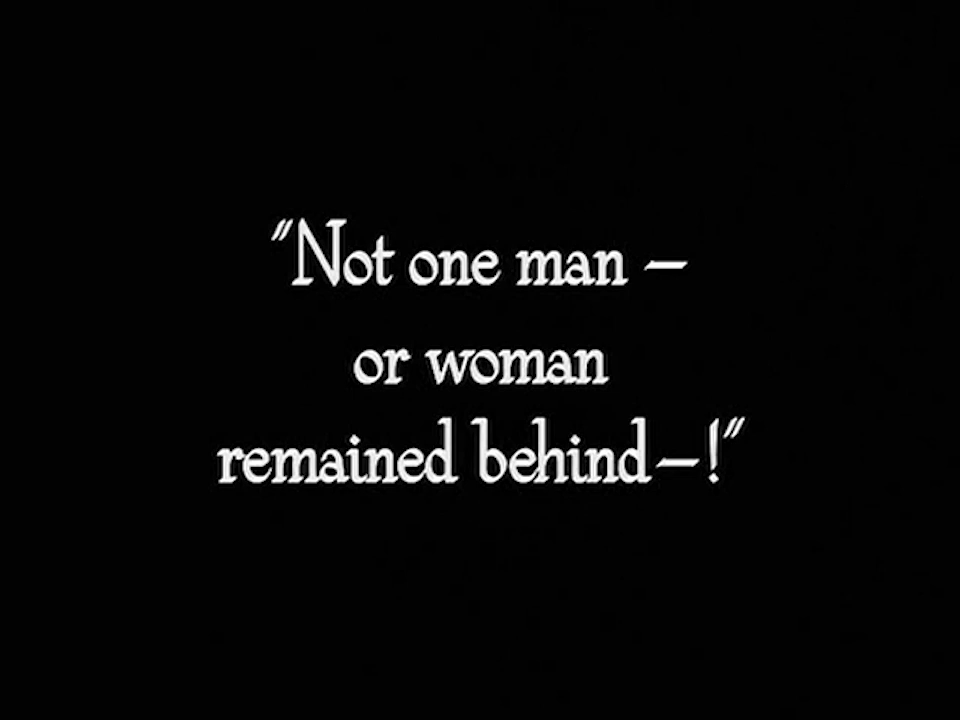 "Not one man –
or woman
remained behind–!"